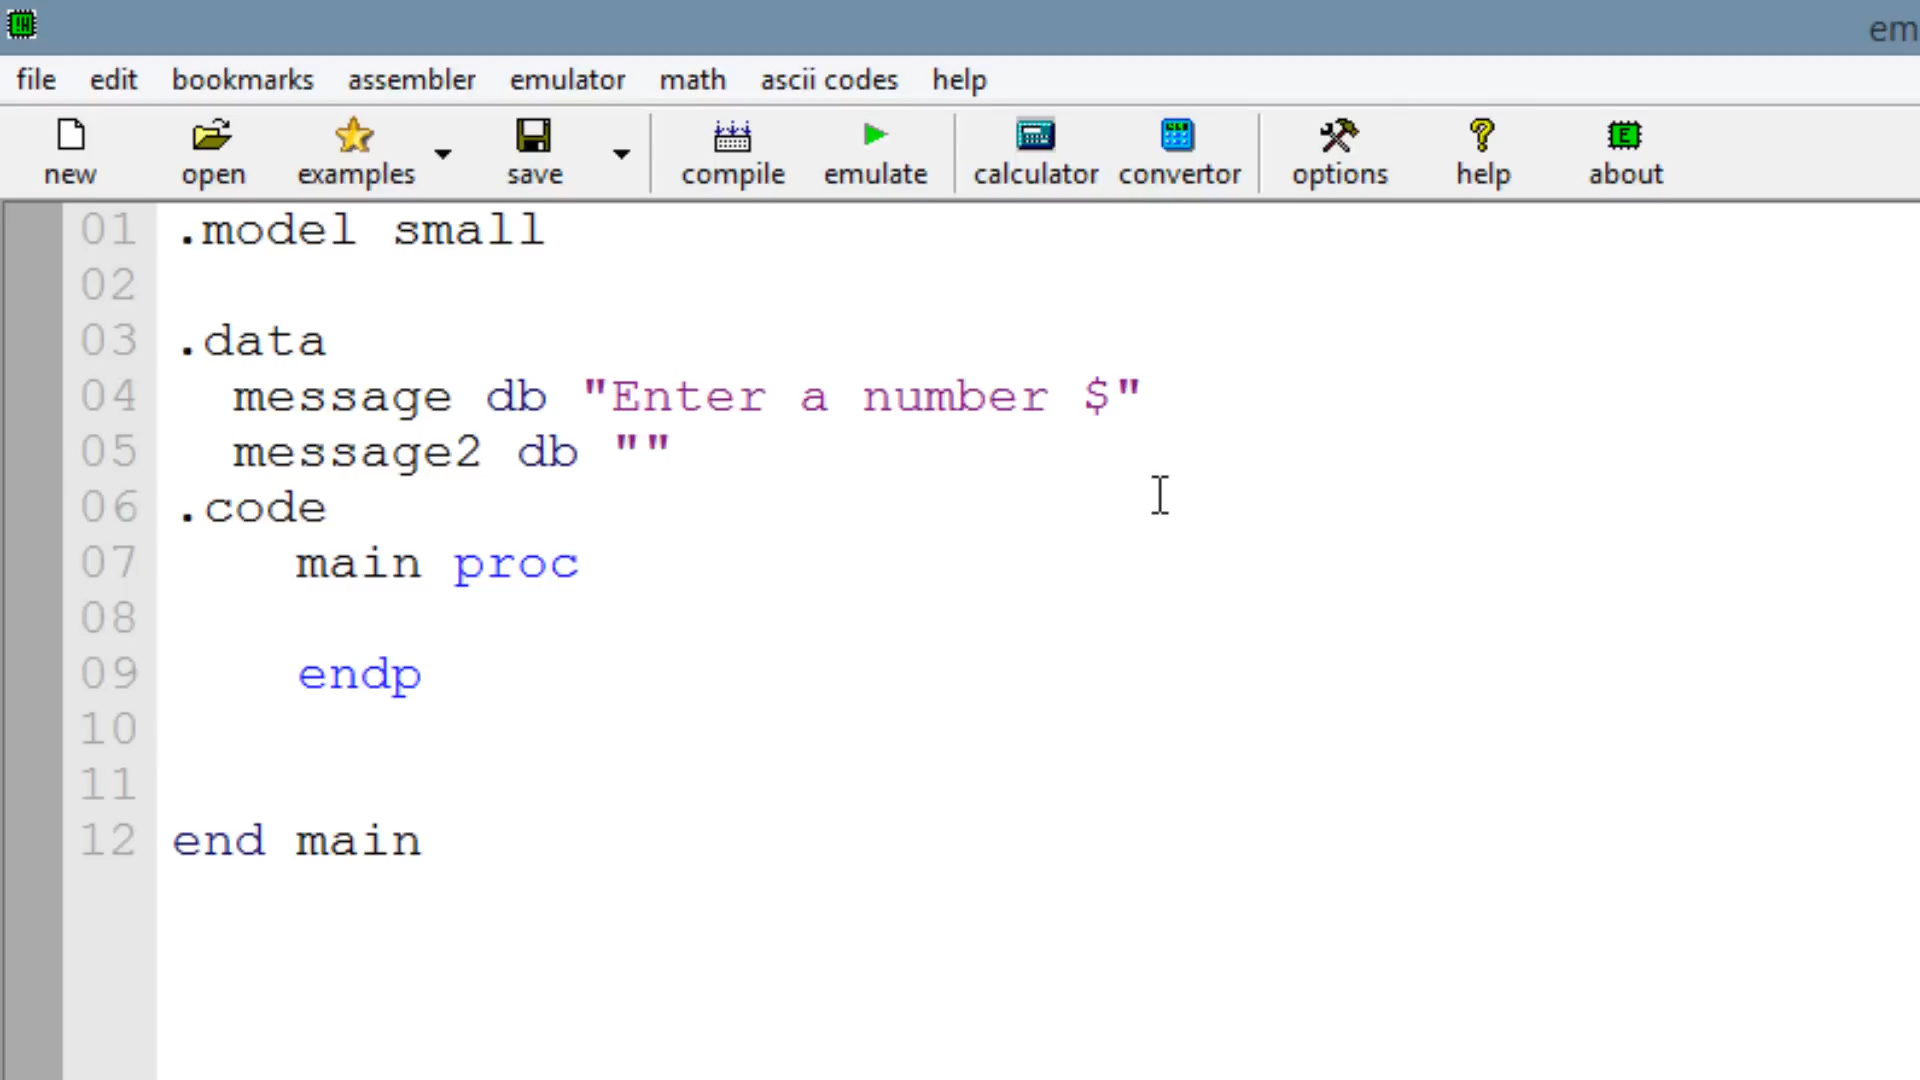 em
file edit bookmarks assembler emulator math ascii codes help
new open examples save compile emulate calculator convertor options help about
01 .model small
02
03 .data
04 message db "Enter a number $"
05 message2 db ""
06 .code
07 main proc
08
09 endp
10
11
12 end main